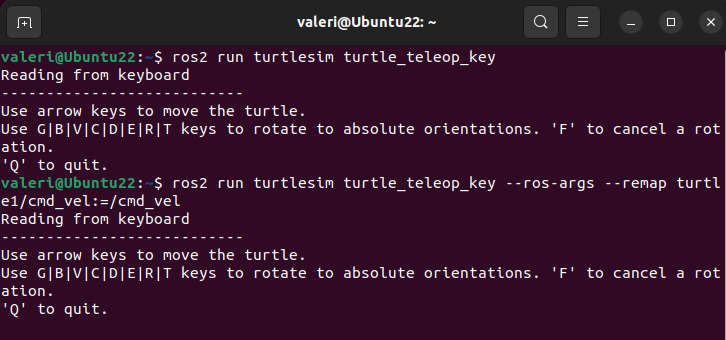 valeri@Ubuntu22: ~
valeri@Ubuntu22:~$ ros2 run turtlesim turtle_teleop_key
Reading from keyboard
---------------------------
Use arrow keys to move the turtle.
Use G|B|V|C|D|E|R|T keys to rotate to absolute orientations. 'F' to cancel a rot
ation.
'Q' to quit.
valeri@Ubuntu22:~$ ros2 run turtlesim turtle_teleop_key --ros-args --remap turtl
e1/cmd_vel:=/cmd_vel
Reading from keyboard
---------------------------
Use arrow keys to move the turtle.
Use G|B|V|C|D|E|R|T keys to rotate to absolute orientations. 'F' to cancel a rot
ation.
'Q' to quit.